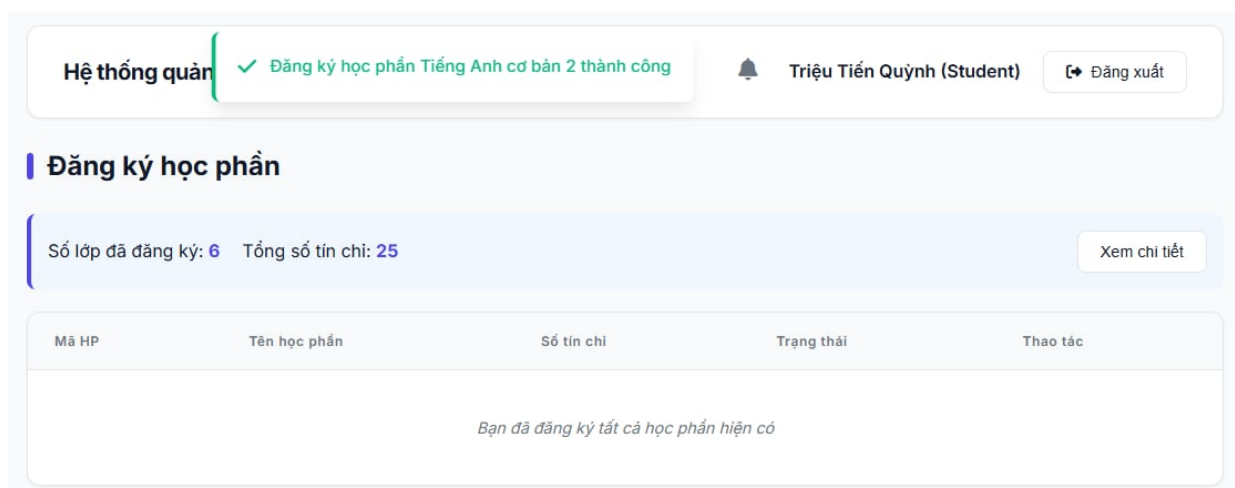 Hệ thống quản
Đăng ký học phần Tiếng Anh cơ bản 2 thành công
Triệu Tiến Quỳnh (Student)
Đăng xuất
Đăng ký học phần
Số lớp đã đăng ký: 6 Tổng số tín chỉ: 25
Xem chi tiết
Mã HP Tên học phần Số tín chỉ Trạng thái Thao tác
Bạn đã đăng ký tất cả học phần hiện có